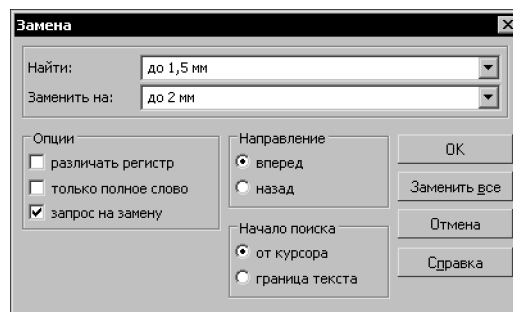 Замена
Найти: до 1,5 мм
Заменить на: до 2 мм
Опции
различать регистр
только полное слово
запрос на замену
Направление
вперед
назад
Начало поиска
от курсора
граница текста
OK
Заменить все
Отмена
Справка